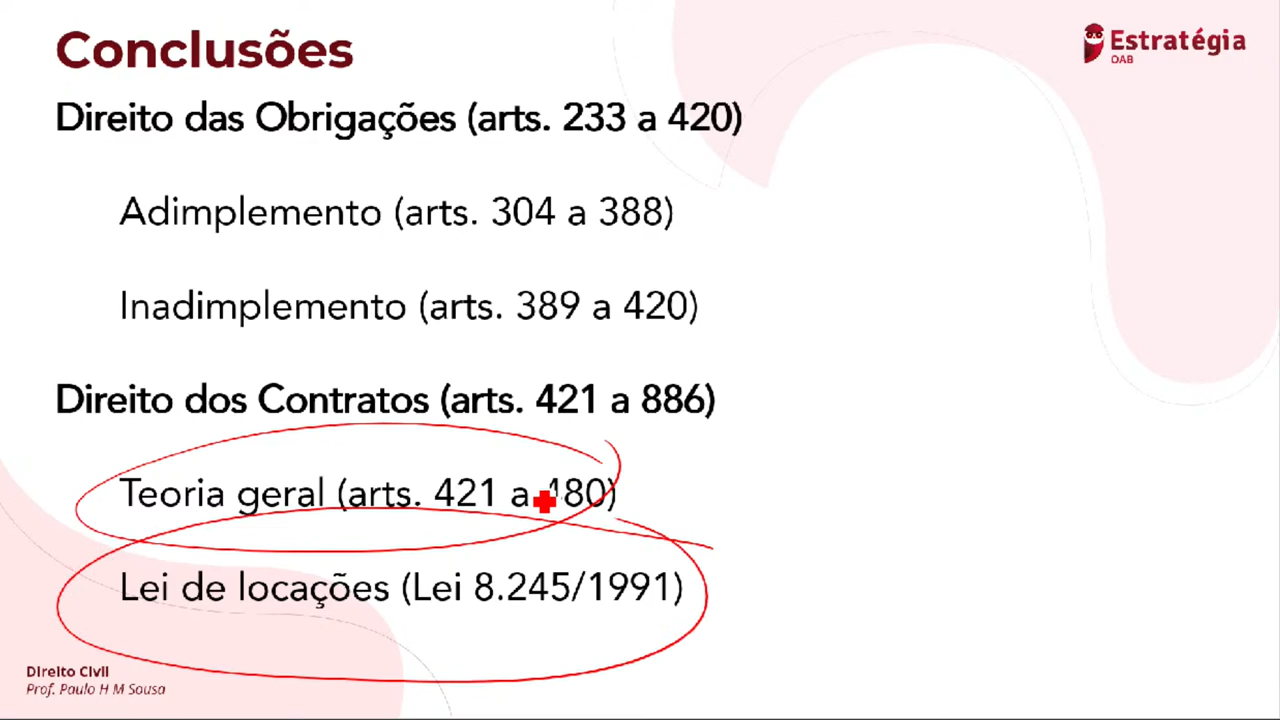 Conclusões
Estratégia
OAB
Direito das Obrigações (arts. 233 a 420)
Adimplemento (arts. 304 a 388)
Inadimplemento (arts. 389 a 420)
Direito dos Contratos (arts. 421 a 886)
Teoria geral (arts. 421 a 480)
Lei de locações (Lei 8.245/1991)
Direito Civil
Prof. Paulo H M Sousa